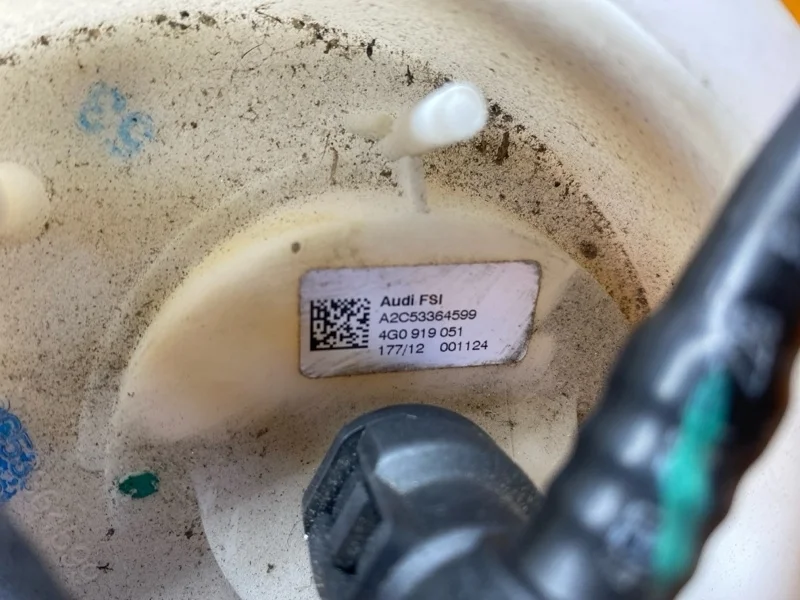 Audi FSI
A2C53364599
4G0 919 051
177/12 001124